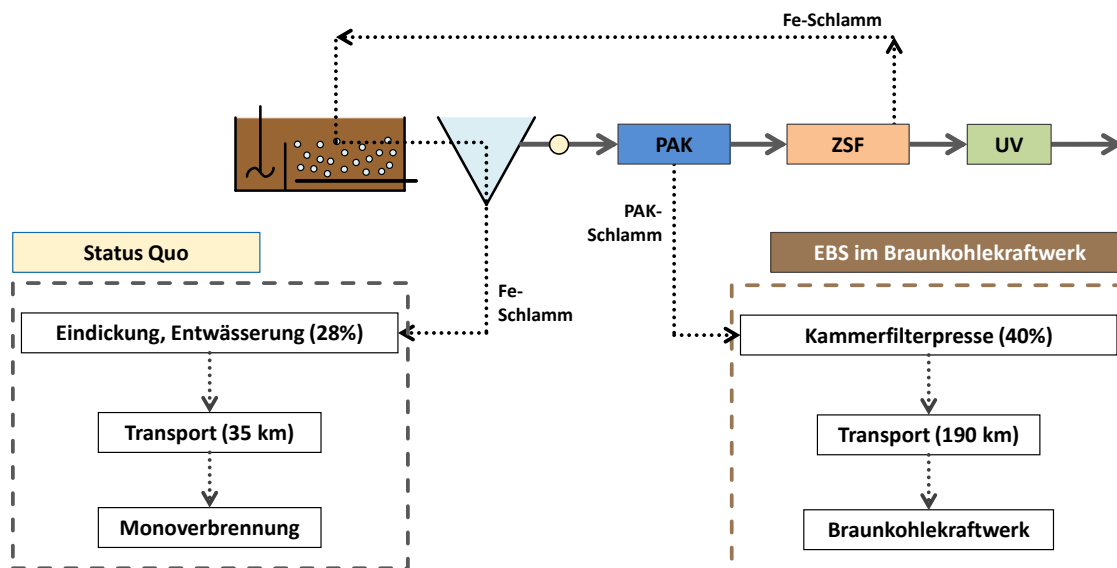 Fe-Schlamm
PAK
ZSF
UV
PAK-
Schlamm
Status Quo
EBS im Braunkohlekraftwerk
Fe-
Schlamm
Eindickung, Entwässerung (28%)
Kammerfilterpresse (40%)
Transport (35 km)
Transport (190 km)
Monoverbrennung
Braunkohlekraftwerk